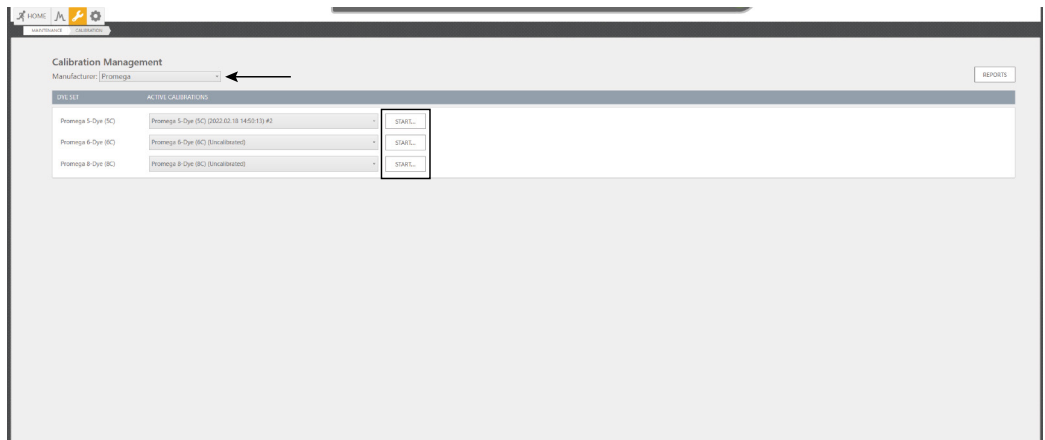 HOME
MAINTENANCE CALIBRATION
Calibration Management
Manufacturer: Promega
REPORTS
DYE SET ACTIVE CALIBRATIONS
Promega 5-Dye (5C) Promega 5-Dye (5C) (2022.02.18 14:50:13) #2 START...
Promega 6-Dye (6C) Promega 6-Dye (6C) (Uncalibrated) START...
Promega 8-Dye (8C) Promega 8-Dye (8C) (Uncalibrated) START...